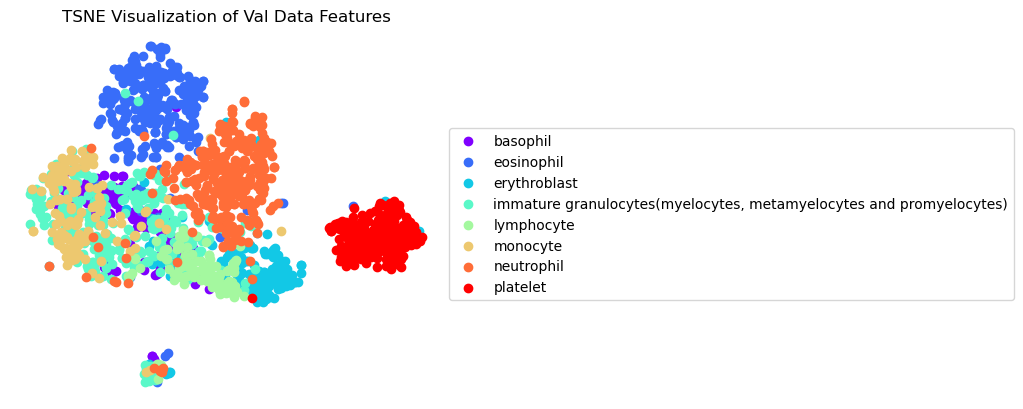 TSNE Visualization of Val Data Features
basophil
eosinophil
erythroblast
immature granulocytes(myelocytes, metamyelocytes and promyelocytes)
lymphocyte
monocyte
neutrophil
platelet